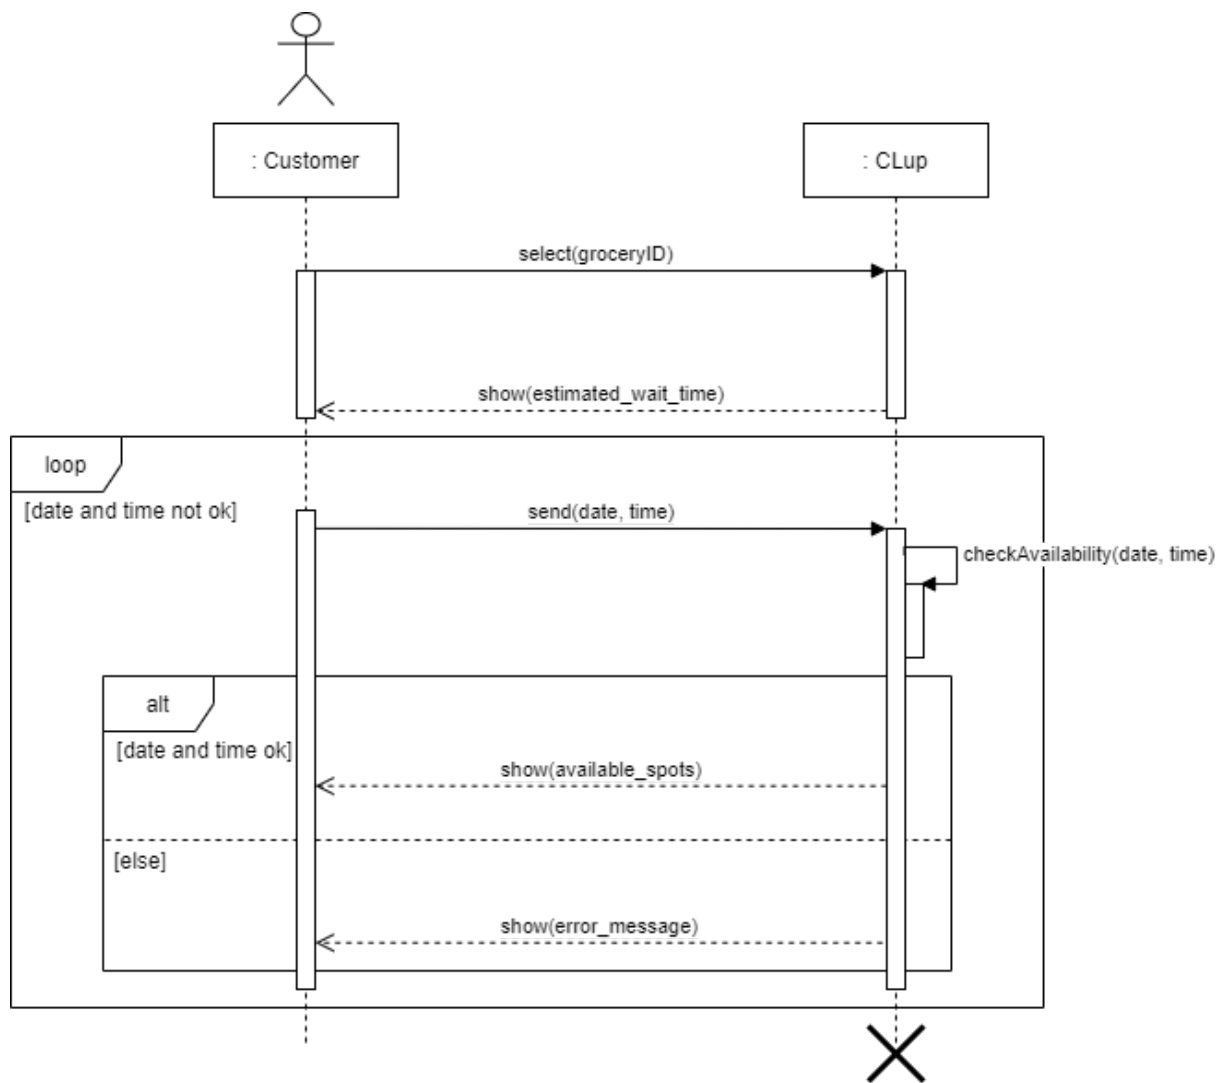 : Customer
: CLup
select(groceryID)
show(estimated_wait_time)
loop
[date and time not ok]
send(date, time)
checkAvailability(date, time)
alt
[date and time ok]
show(available_spots)
[else]
show(error_message)